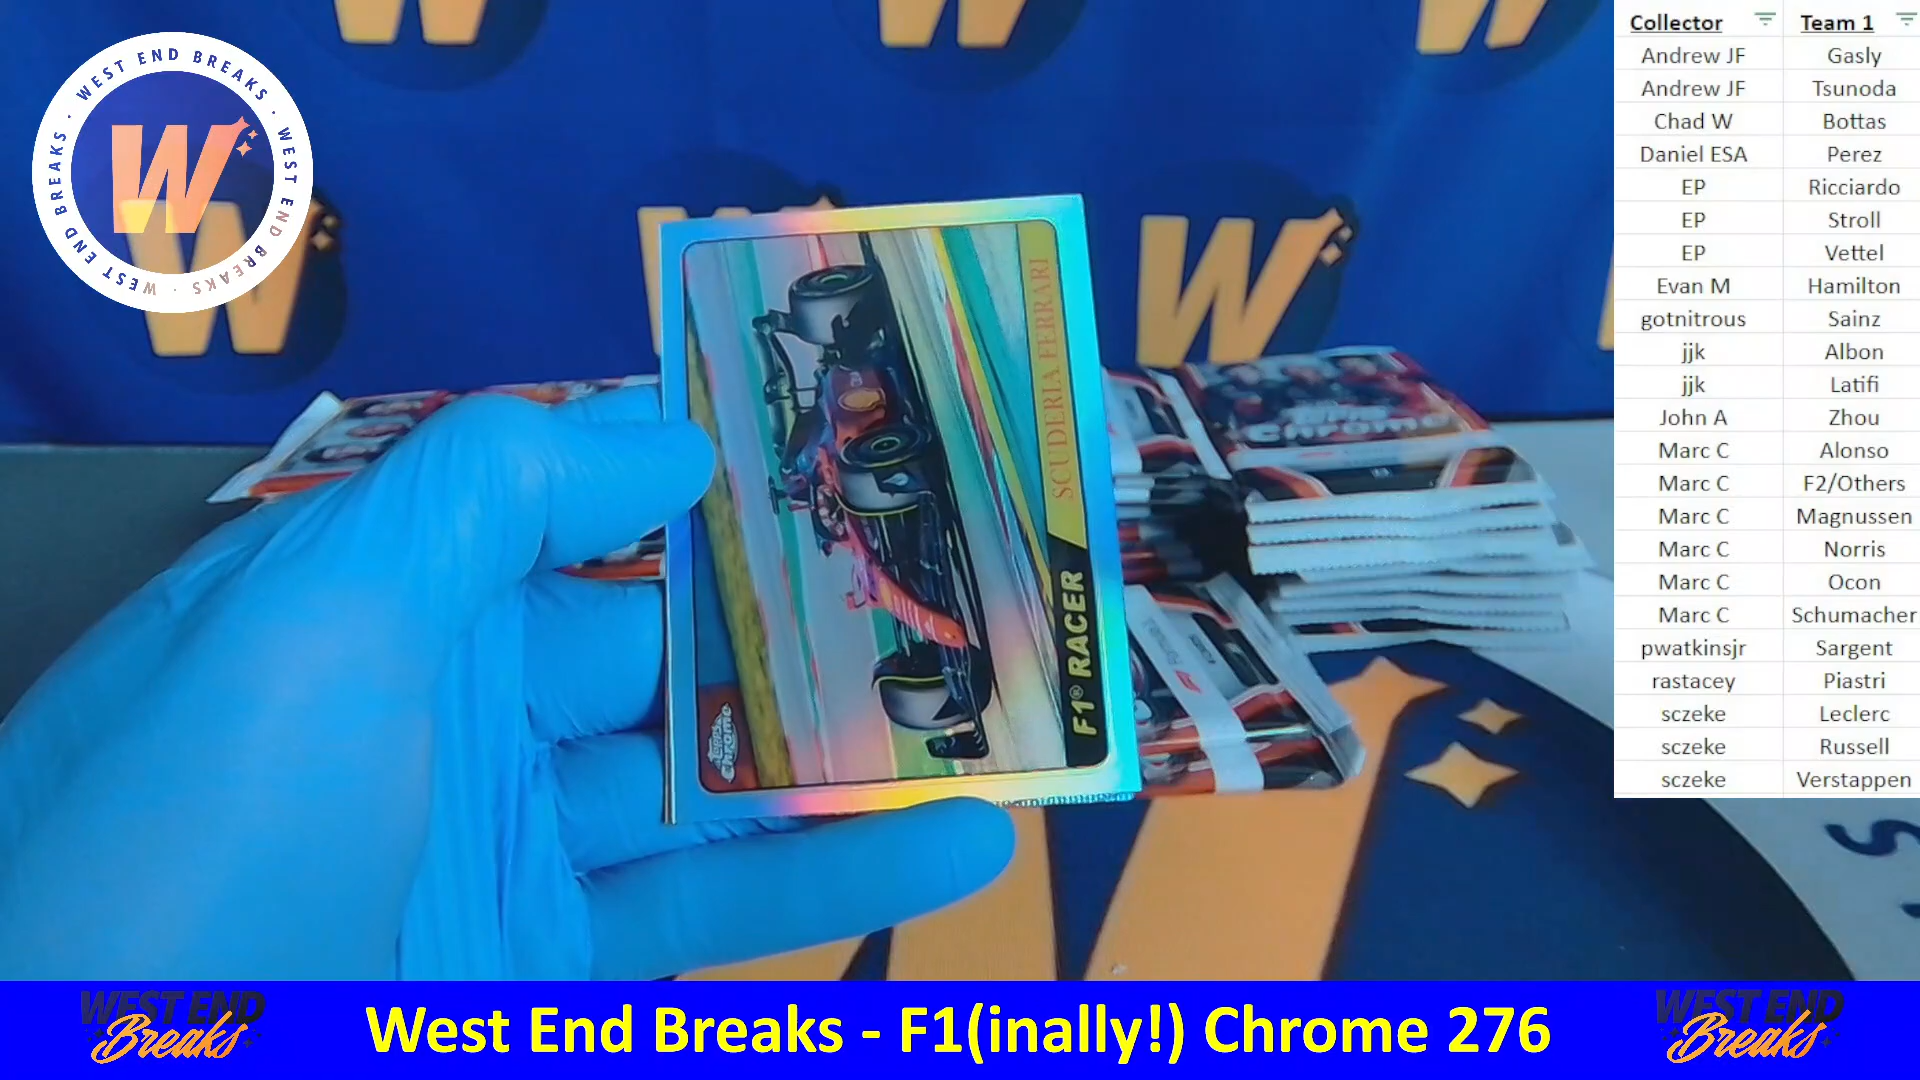 WEST END BREAKS · WEST END BREAKS · WEST END BREAKS ·
W
Collector Team 1
Andrew JF Gasly
Andrew JF Tsunoda
Chad W Bottas
Daniel ESA Perez
EP Ricciardo
EP Stroll
EP Vettel
Evan M Hamilton
gotnitrous Sainz
jjk Albon
jjk Latifi
John A Zhou
Marc C Alonso
Marc C F2/Others
Marc C Magnussen
Marc C Norris
Marc C Ocon
Marc C Schumacher
pwatkinsjr Sargent
rastacey Piastri
sczeke Leclerc
sczeke Russell
sczeke Verstappen
SCUDERIA FERRARI
F1® RACER
Topps
Chrome
chrome
WEST END
Breaks
West End Breaks - F1(inally!) Chrome 276
WEST END
Breaks